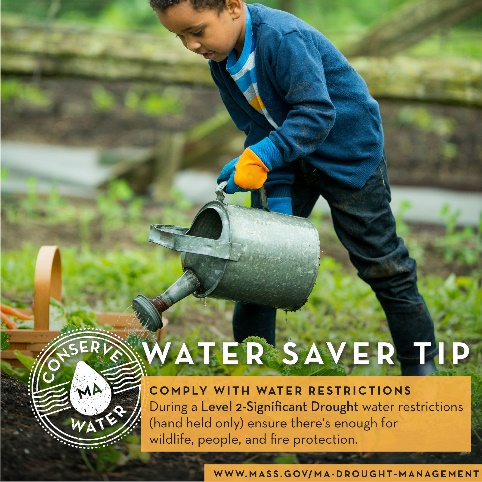 CONSERVE
MA
WATER
WATER SAVER TIP
COMPLY WITH WATER RESTRICTIONS
During a Level 2-Significant Drought water restrictions
(hand held only) ensure there's enough for
wildlife, people, and fire protection.
WWW.MASS.GOV/MA-DROUGHT-MANAGEMENT